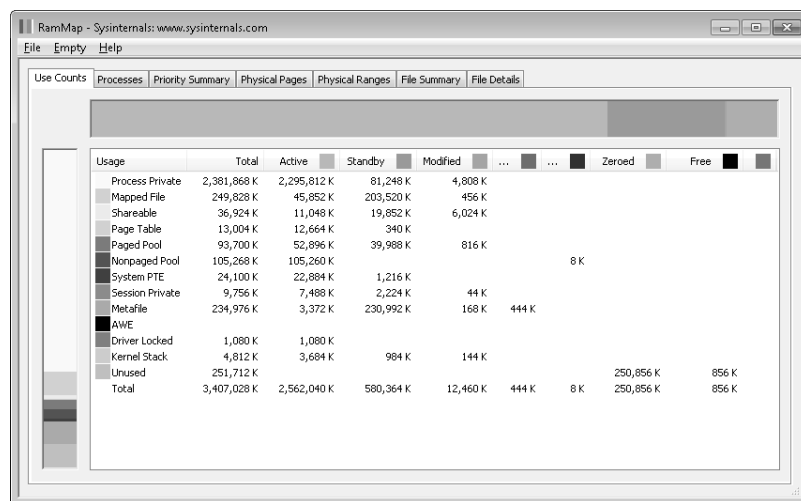 RamMap - Sysinternals: www.sysinternals.com
File Empty Help
Use Counts Processes Priority Summary Physical Pages Physical Ranges File Summary File Details
Usage Total Active Standby Modified ... ... Zeroed Free
Process Private 2,381,868 K 2,295,812 K 81,248 K 4,808 K
Mapped File 249,828 K 45,852 K 203,520 K 456 K
Shareable 36,924 K 11,048 K 19,852 K 6,024 K
Page Table 13,004 K 12,664 K 340 K
Paged Pool 93,700 K 52,896 K 39,988 K 816 K
Nonpaged Pool 105,268 K 105,260 K 8 K
System PTE 24,100 K 22,884 K 1,216 K
Session Private 9,756 K 7,488 K 2,224 K 44 K
Metafile 234,976 K 3,372 K 230,992 K 168 K 444 K
AWE
Driver Locked 1,080 K 1,080 K
Kernel Stack 4,812 K 3,684 K 984 K 144 K
Unused 251,712 K 250,856 K 856 K
Total 3,407,028 K 2,562,040 K 580,364 K 12,460 K 444 K 8 K 250,856 K 856 K